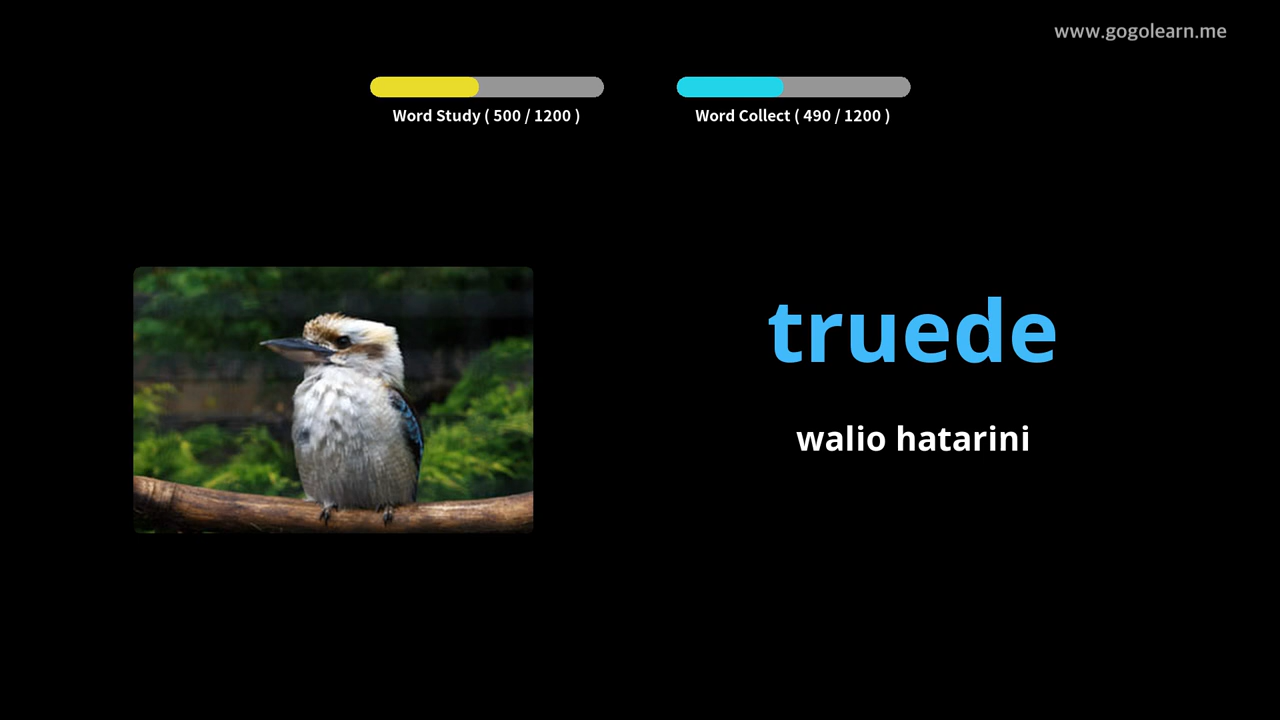 www.gogolearn.me
Word Study ( 500 / 1200 )
Word Collect ( 490 / 1200 )
truede
walio hatarini